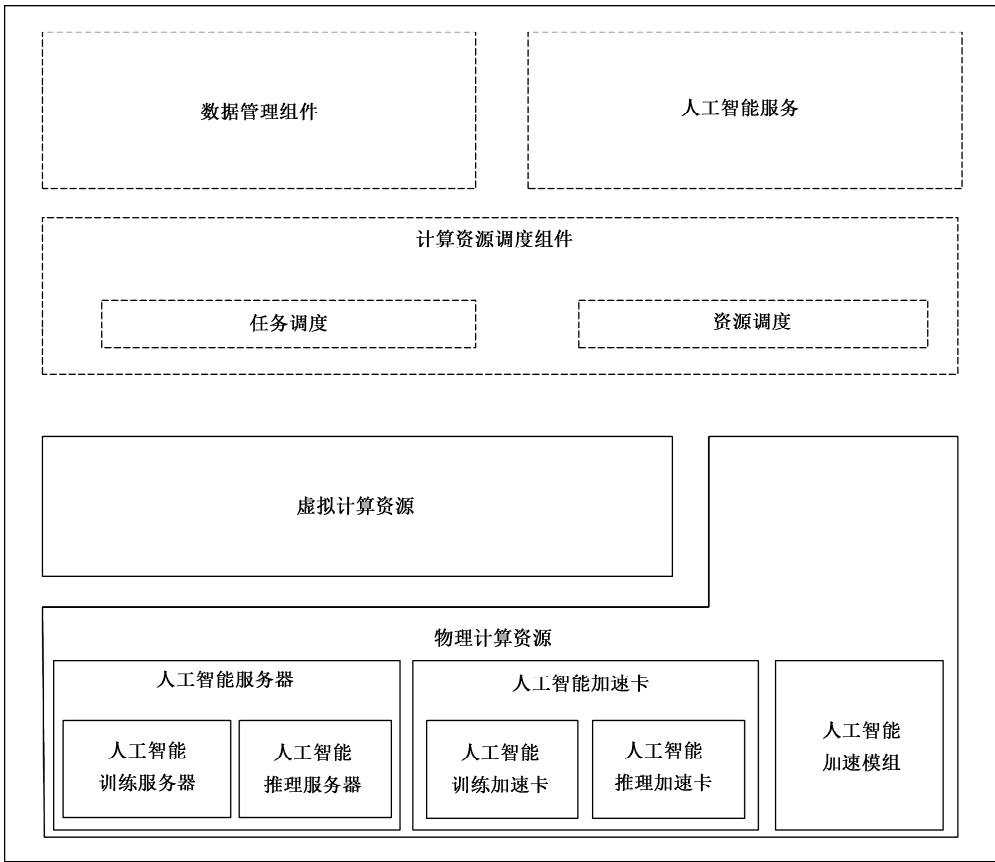 数据管理组件
人工智能服务
计算资源调度组件
任务调度
资源调度
虚拟计算资源
物理计算资源
人工智能服务器
人工智能
训练服务器
人工智能
推理服务器
人工智能加速卡
人工智能
训练加速卡
人工智能
推理加速卡
人工智能
加速模组